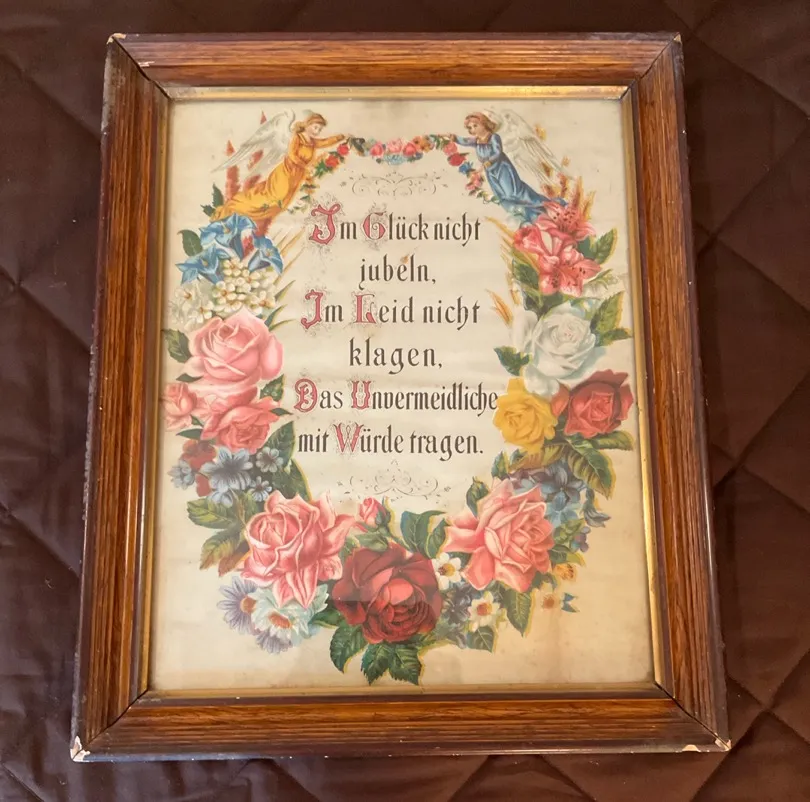 Im Glück nicht
jubeln,
Im Leid nicht
klagen,
Das Unvermeidliche
mit Würde tragen.